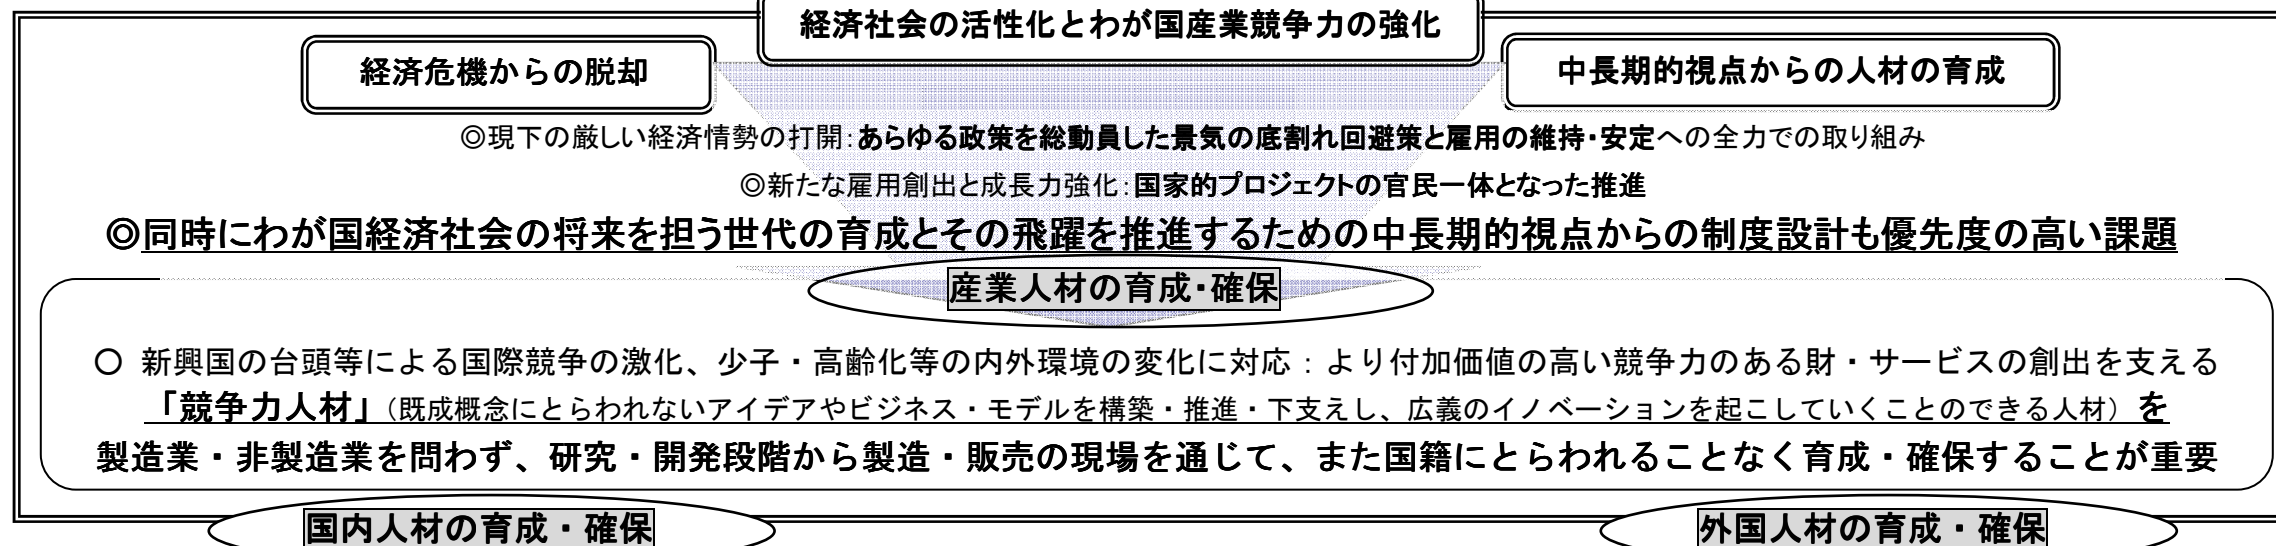 経済社会の活性化とわが国産業競争力の強化
経済危機からの脱却
中長期的視点からの人材の育成
◎現下の厳しい経済情勢の打開：あらゆる政策を総動員した景気の底割れ回避策と雇用の維持・安定への全力での取り組み
◎新たな雇用創出と成長力強化：国家的プロジェクトの官民一体となった推進
◎同時にわが国経済社会の将来を担う世代の育成とその飛躍を推進するための中長期的視点からの制度設計も優先度の高い課題
産業人材の育成・確保
○ 新興国の台頭等による国際競争の激化、少子・高齢化等の内外環境の変化に対応：より付加価値の高い競争力のある財・サービスの創出を支える
「競争力人材」（既成概念にとらわれないアイデアやビジネス・モデルを構築・推進・下支えし、広義のイノベーションを起こしていくことのできる人材）を
製造業・非製造業を問わず、研究・開発段階から製造・販売の現場を通じて、また国籍にとらわれることなく育成・確保することが重要
国内人材の育成・確保
外国人材の育成・確保